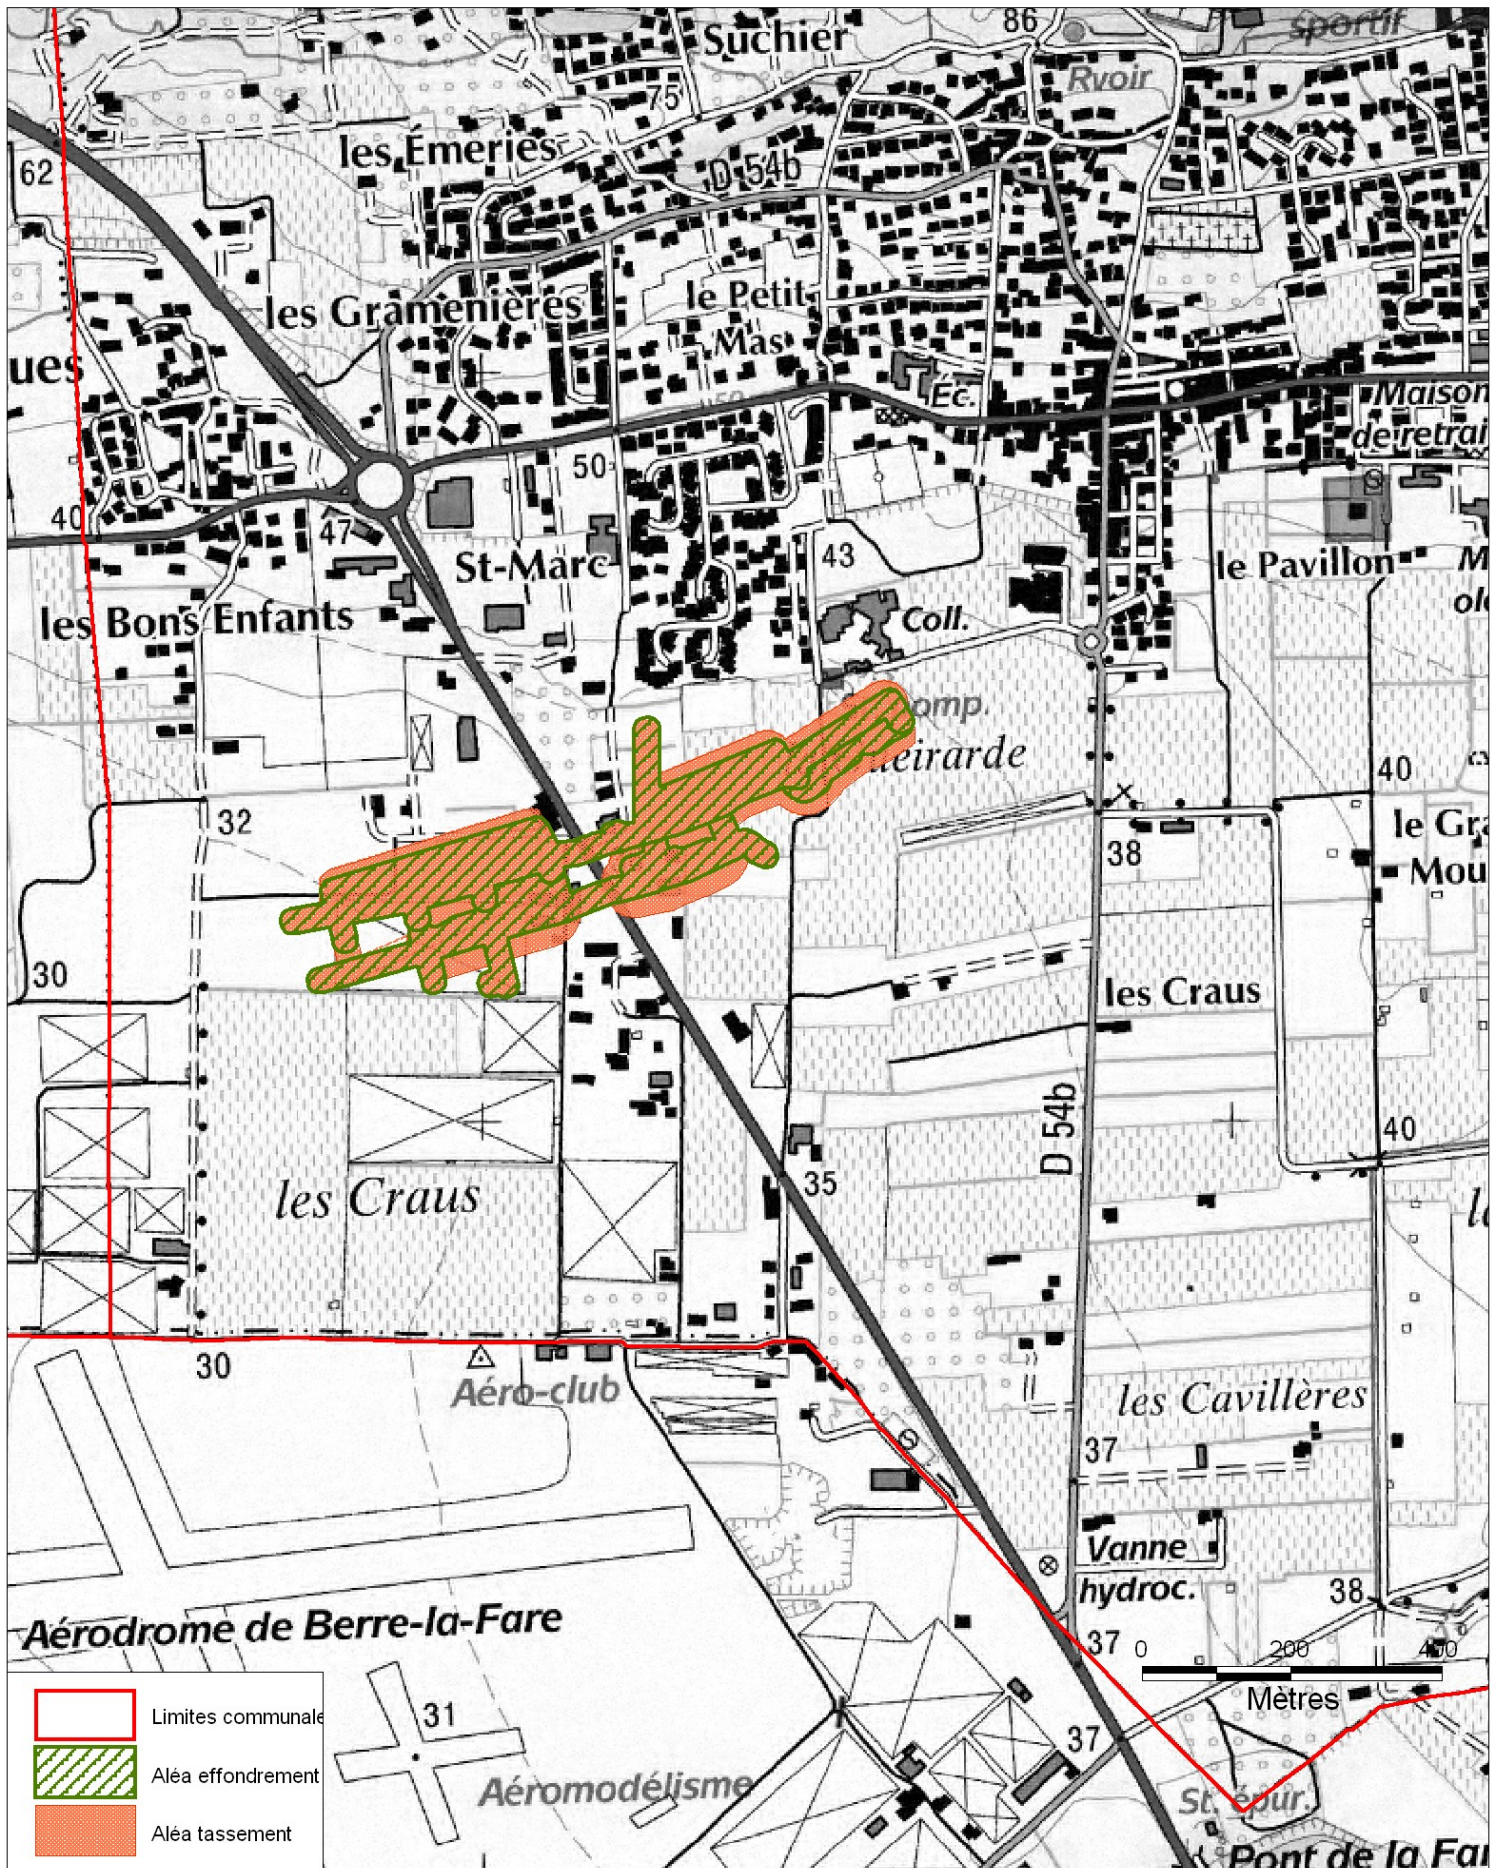 Suchier
86
sportif
Rvoir
75
les Émeries
D 54b
62
les Gramenières
le Petit
Mas
ues
50
Éc.
Maison
de retrai
50
40
47
St-Marc
43
le Pavillon
M
les Bons Enfants
Coll.
omp.
eirarde
40
32
38
le Gra
Mou
30
les Craus
D 54b
40
35
les Craus
30
Aéro-club
les Cavillères
37
Vanne
hydroc.
38
Aérodrome de Berre-la-Fare
37
0 200 400
Mètres
31
37
Aéromodélisme
St. épur.
Pont de la Far
Limites communale
Aléa effondrement
Aléa tassement